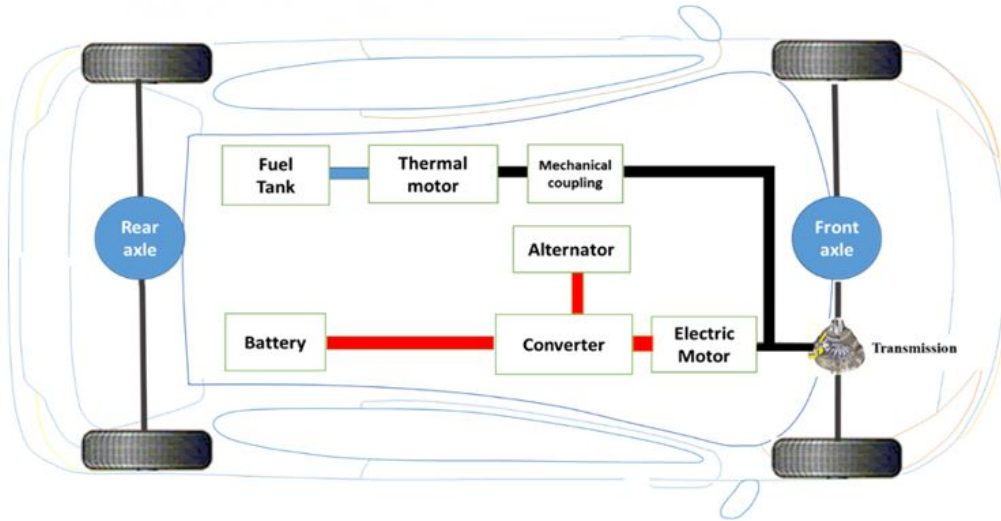 Fuel
Tank
Thermal
motor
Mechanical
coupling
Rear
axle
Front
axle
Alternator
Battery
Converter
Electric
Motor
Transmission